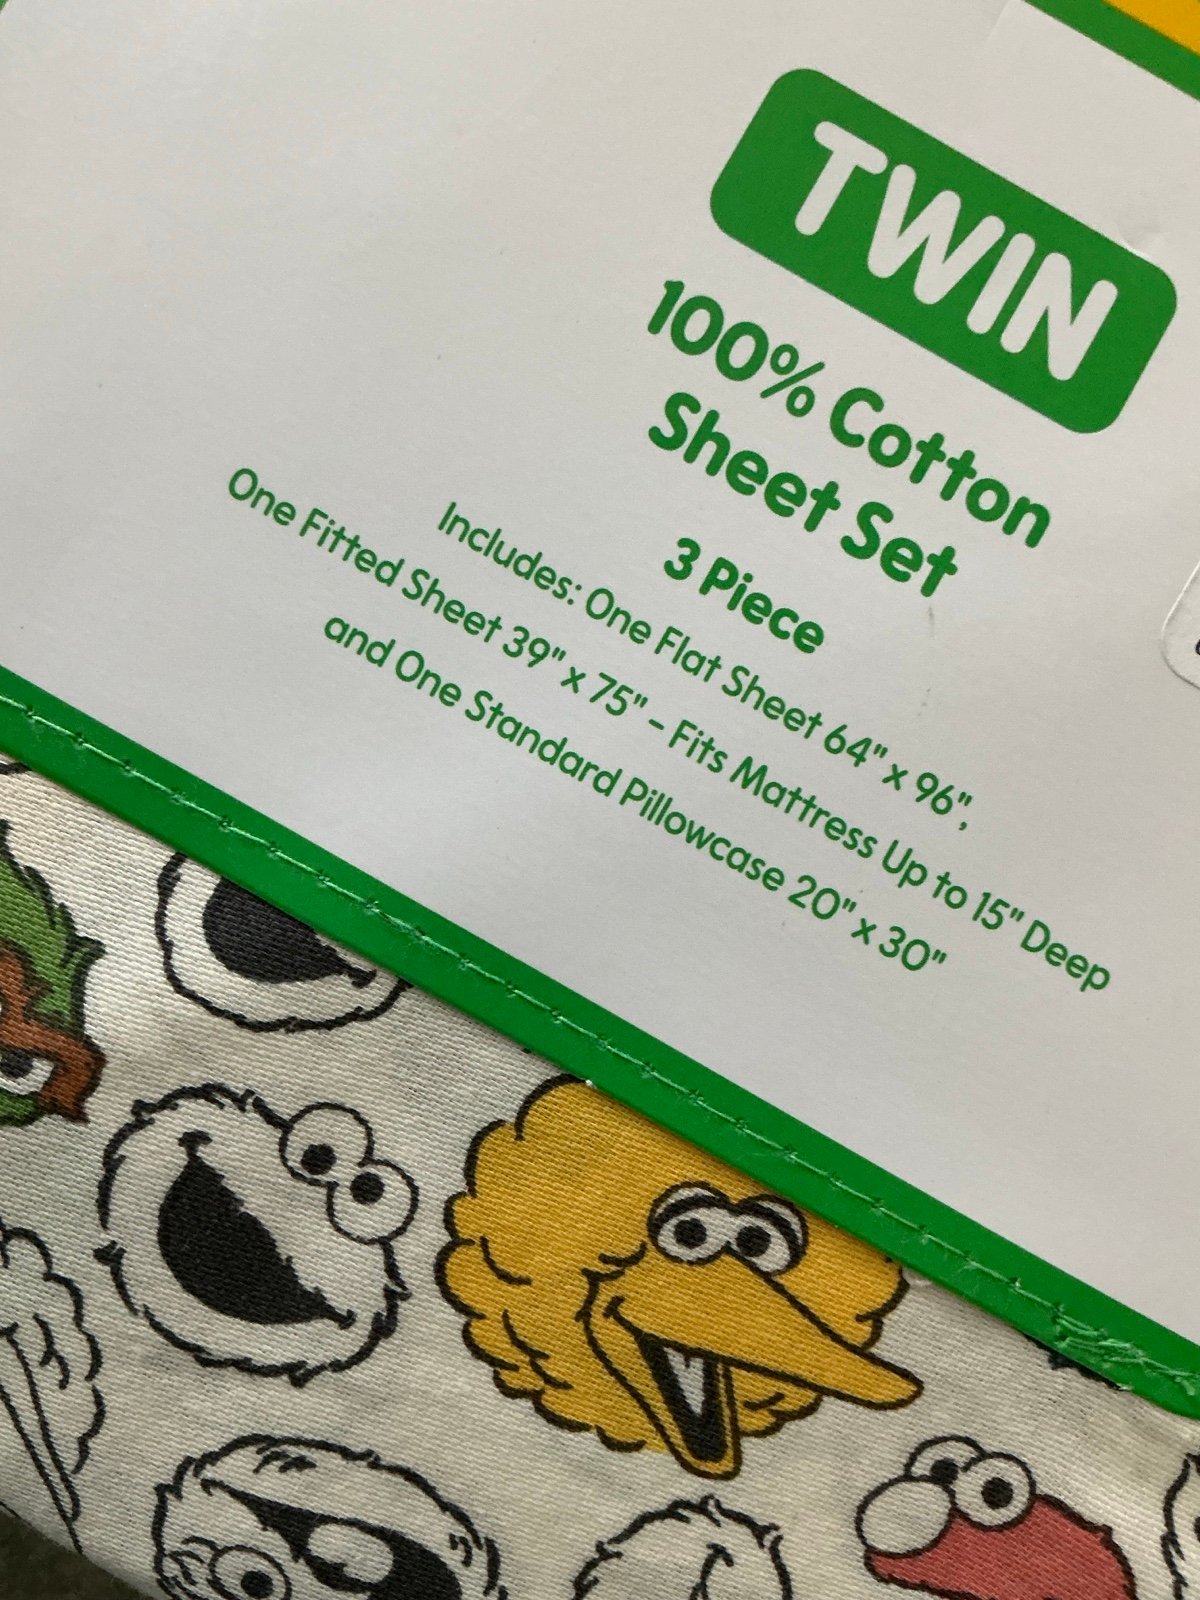 TWIN
100% Cotton
Sheet Set
3 Piece
Includes: One Flat Sheet 64" x 96",
One Fitted Sheet 39" x 75" – Fits Mattress Up to 15" Deep
and One Standard Pillowcase 20" x 30"